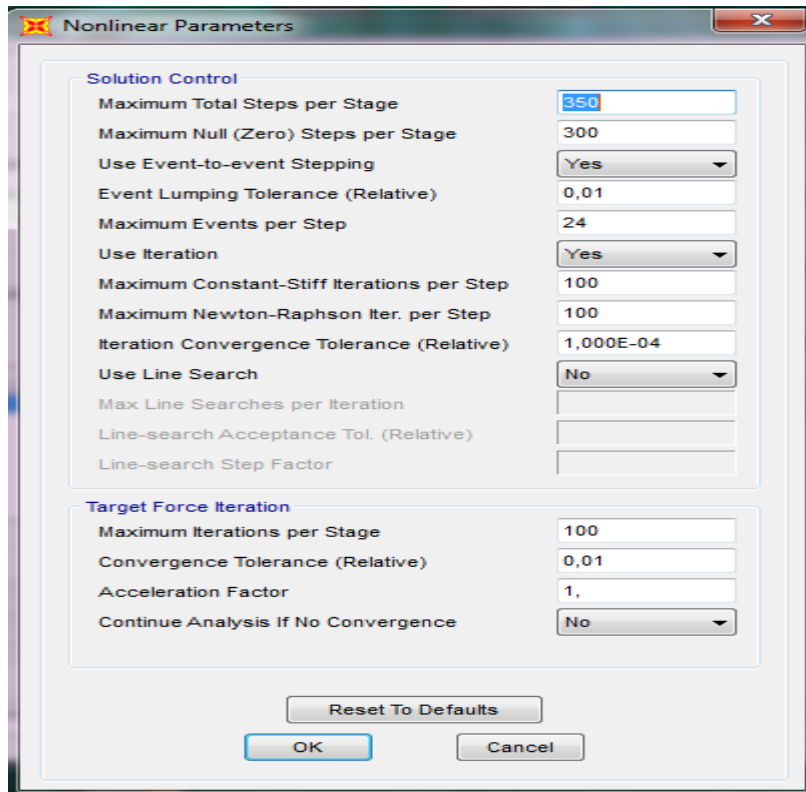 Nonlinear Parameters
Solution Control
Maximum Total Steps per Stage 350
Maximum Null (Zero) Steps per Stage 300
Use Event-to-event Stepping Yes
Event Lumping Tolerance (Relative) 0,01
Maximum Events per Step 24
Use Iteration Yes
Maximum Constant-Stiff Iterations per Step 100
Maximum Newton-Raphson Iter. per Step 100
Iteration Convergence Tolerance (Relative) 1,000E-04
Use Line Search No
Max Line Searches per Iteration
Line-search Acceptance Tol. (Relative)
Line-search Step Factor
Target Force Iteration
Maximum Iterations per Stage 100
Convergence Tolerance (Relative) 0,01
Acceleration Factor 1,
Continue Analysis If No Convergence No
Reset To Defaults
OK Cancel